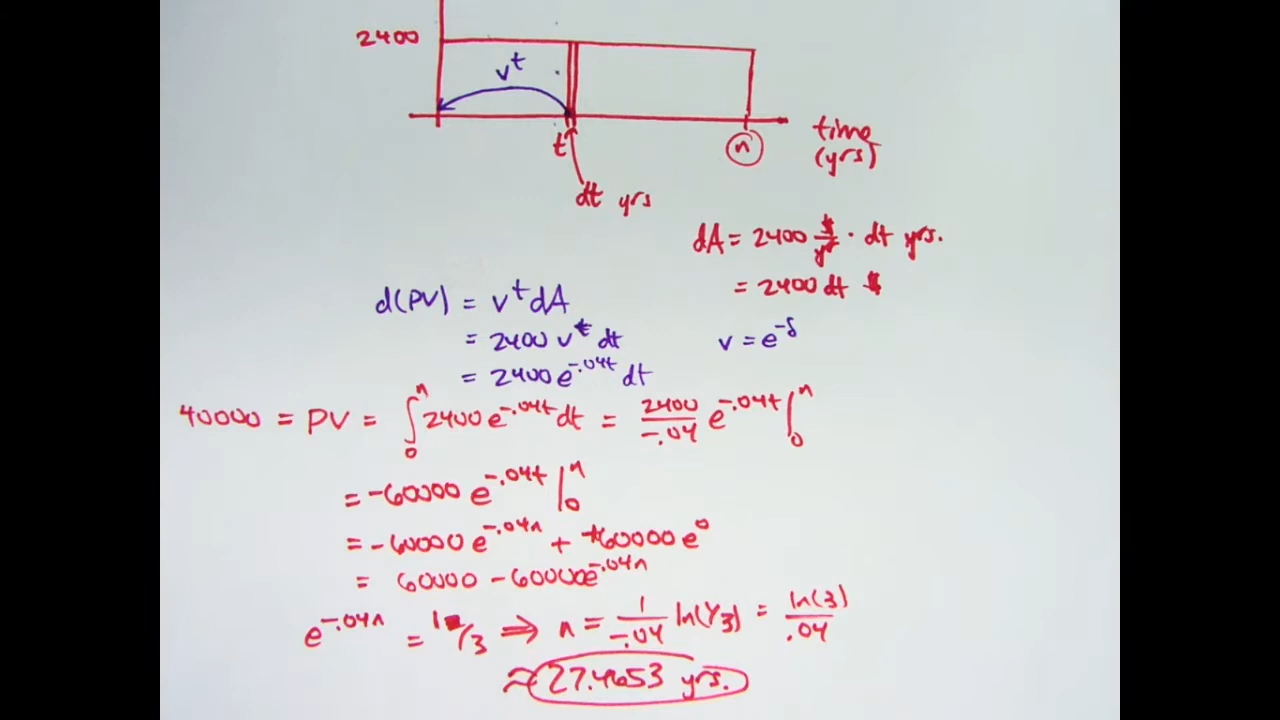 2400
v^t
t
n
time
(yrs)
dt yrs
dA = 2400 $/yr · dt yrs.
= 2400 dt $
d(PV) = v^t dA
= 2400 v^t dt
v = e^-δ
= 2400 e^-.04t dt
40000 = PV = ∫_0^n 2400 e^-.04t dt = 2400/-.04 e^-.04t |_0^n
= -60000 e^-.04t |_0^n
= -60000 e^-.04n + +60000 e^0
= 60000 - 60000 e^-.04n
e^-.04n = 1/3 ⇒ n = 1/-.04 ln(1/3) = ln(3)/.04
≈ 27.4653 yrs.